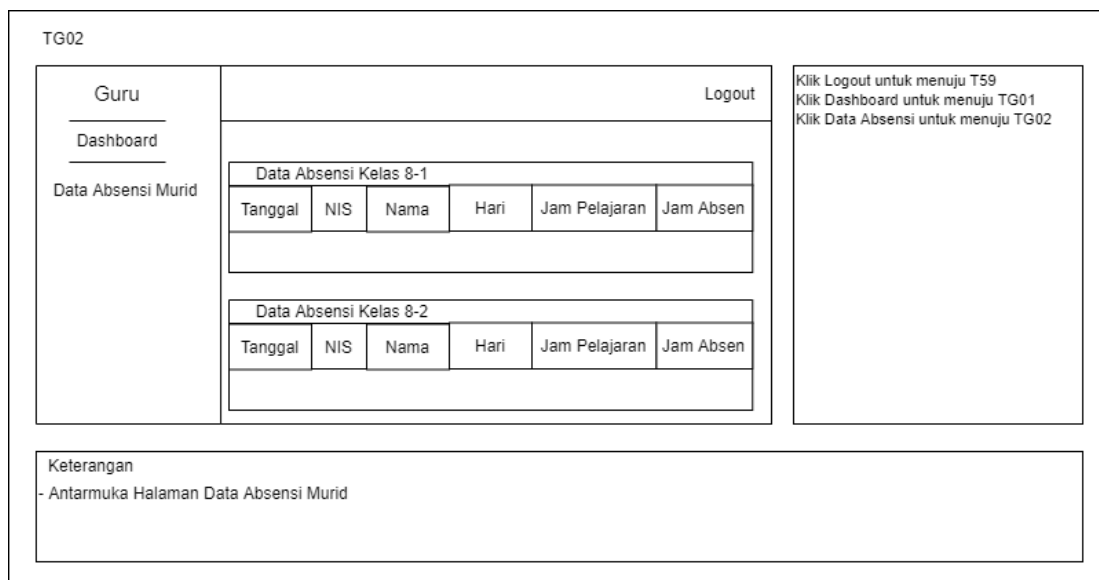 TG02
Guru
Dashboard
Data Absensi Murid
Logout
Data Absensi Kelas 8-1
Tanggal NIS Nama Hari Jam Pelajaran Jam Absen
Data Absensi Kelas 8-2
Tanggal NIS Nama Hari Jam Pelajaran Jam Absen
Klik Logout untuk menuju T59
Klik Dashboard untuk menuju TG01
Klik Data Absensi untuk menuju TG02
Keterangan
- Antarmuka Halaman Data Absensi Murid